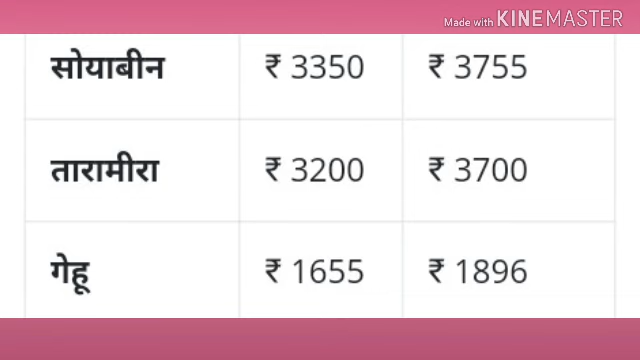 Made with KINEMASTER
सोयाबीन ₹ 3350 ₹ 3755
तारामीरा ₹ 3200 ₹ 3700
गेहू ₹ 1655 ₹ 1896